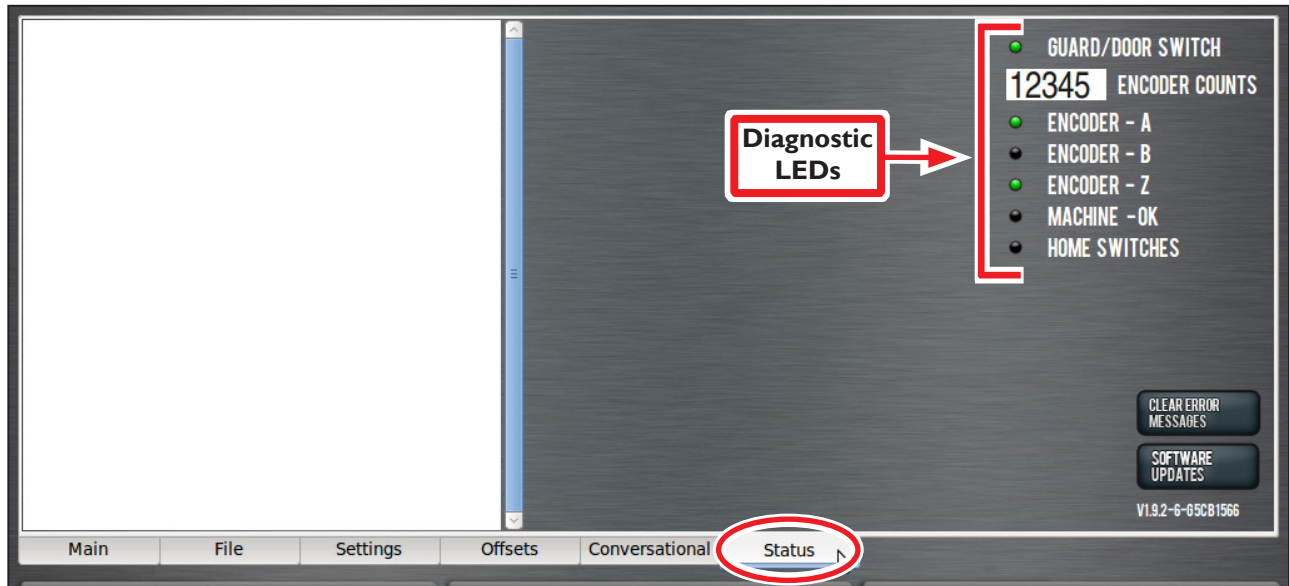 GUARD/DOOR SWITCH
12345 ENCODER COUNTS
ENCODER - A
ENCODER - B
ENCODER - Z
MACHINE -OK
HOME SWITCHES
Diagnostic
LEDs
CLEAR ERROR
MESSAGES
SOFTWARE
UPDATES
V1.9.2-6-G5CB1566
Main File Settings Offsets Conversational Status